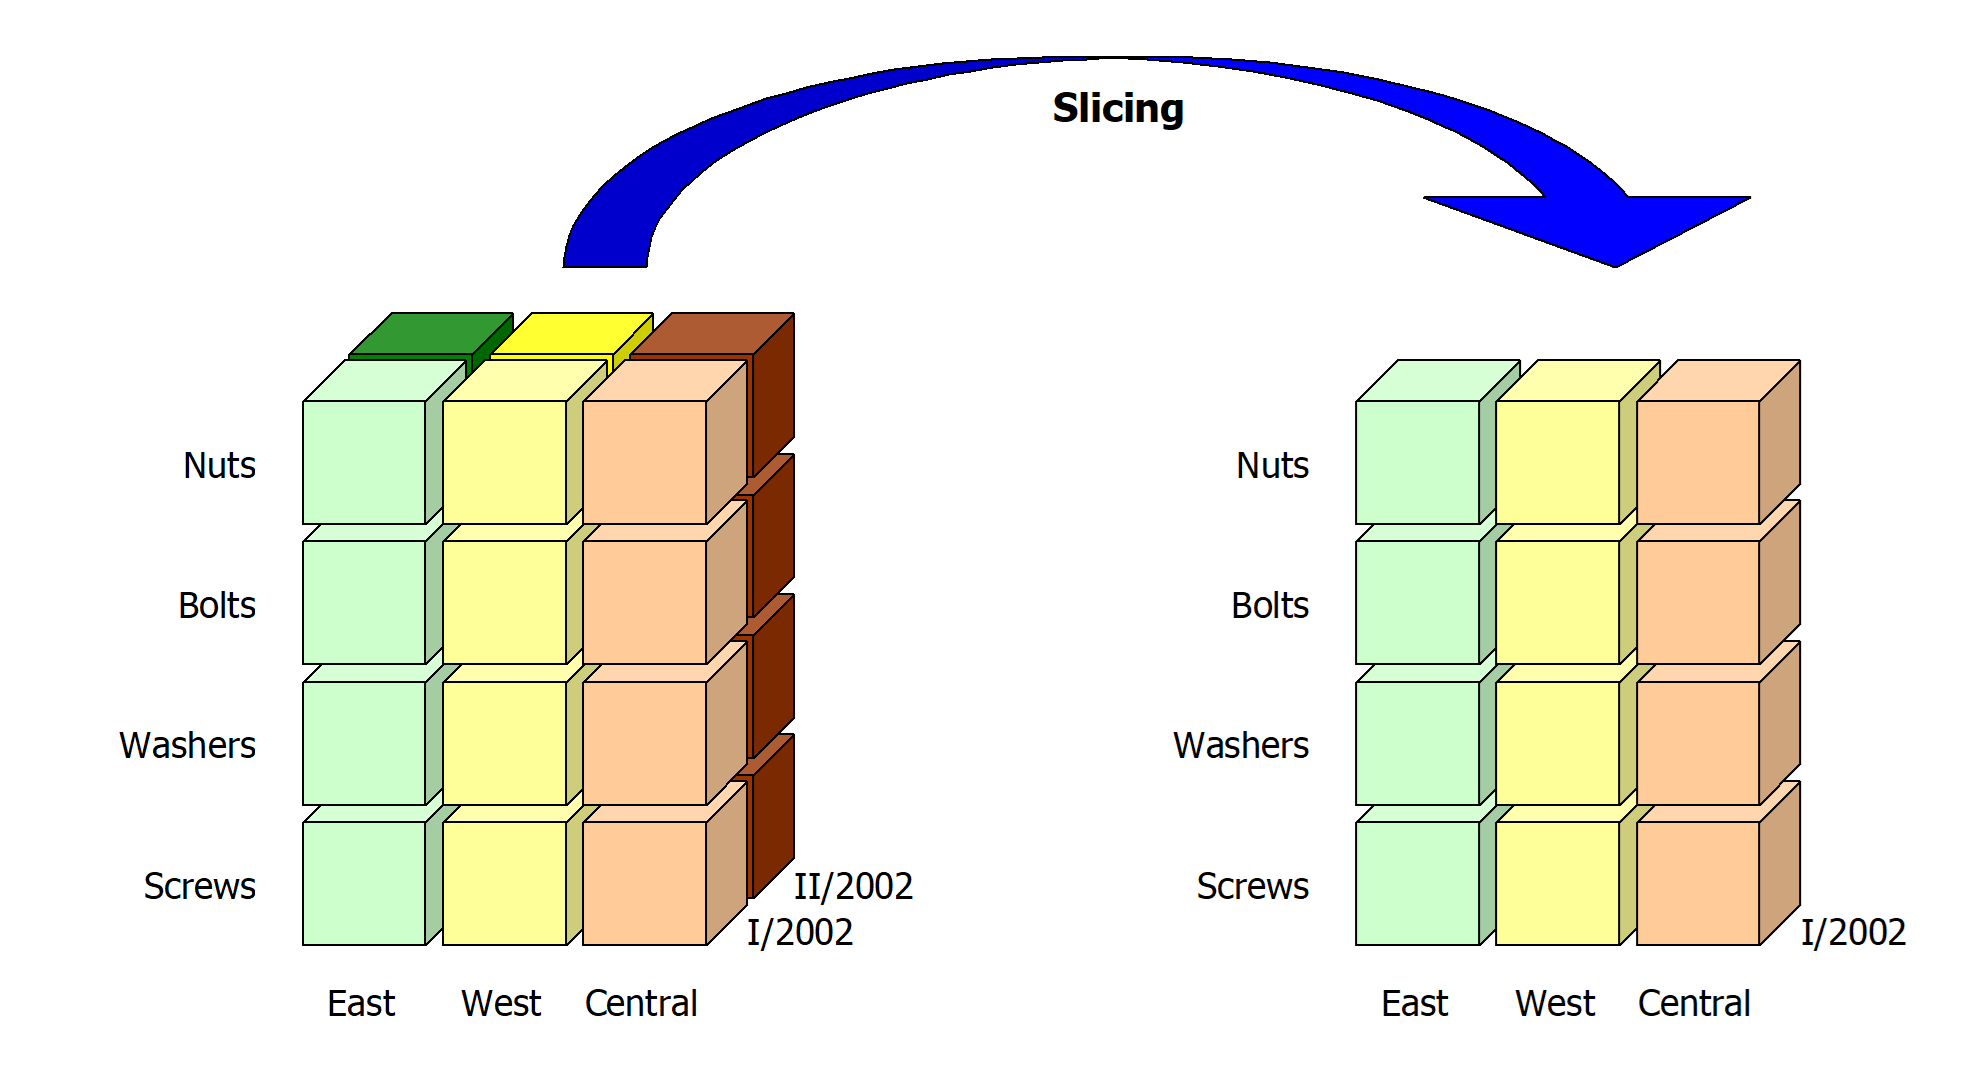 Slicing
Nuts
Bolts
Washers
Screws
II/2002
I/2002
East West Central
Nuts
Bolts
Washers
Screws
I/2002
East West Central